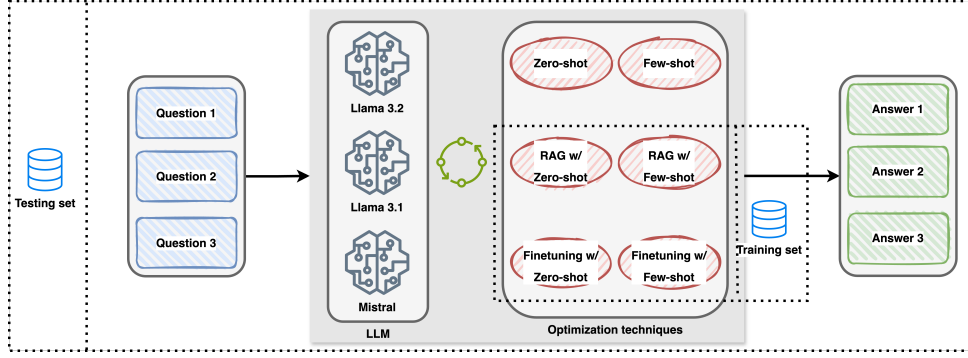 Testing set
Question 1
Question 2
Question 3
Llama 3.2
Llama 3.1
Mistral
LLM
Zero-shot
Few-shot
RAG w/
Zero-shot
RAG w/
Few-shot
Finetuning w/
Zero-shot
Finetuning w/
Few-shot
Optimization techniques
Training set
Answer 1
Answer 2
Answer 3